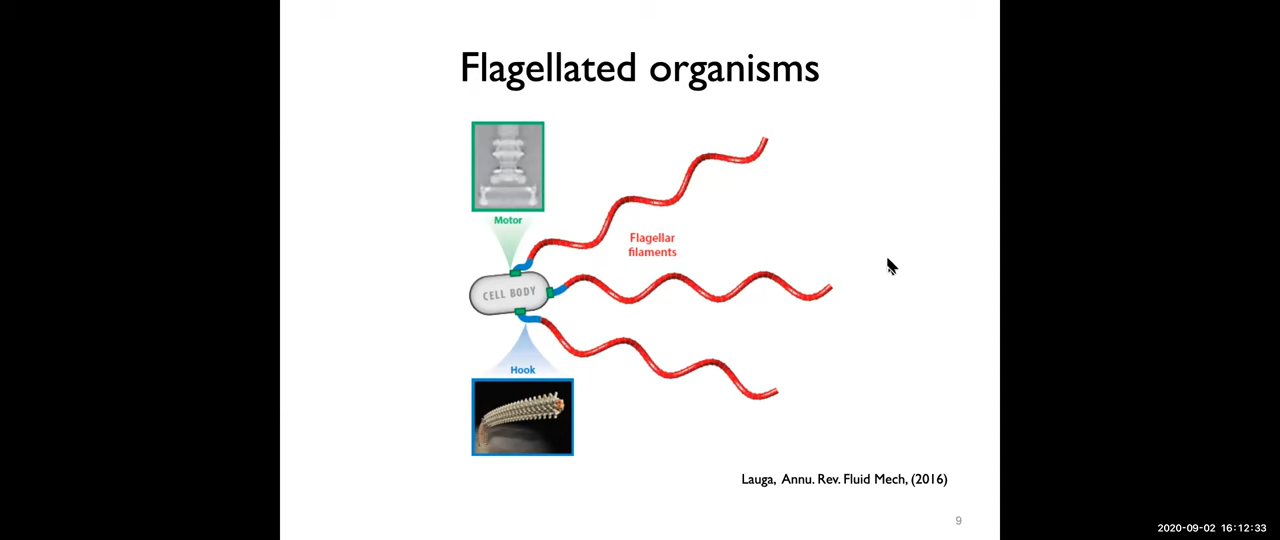 Flagellated organisms
Motor
Flagellar
filaments
CELL BODY
Hook
Lauga, Annu. Rev. Fluid Mech, (2016)
9
2020-09-02 16:12:33